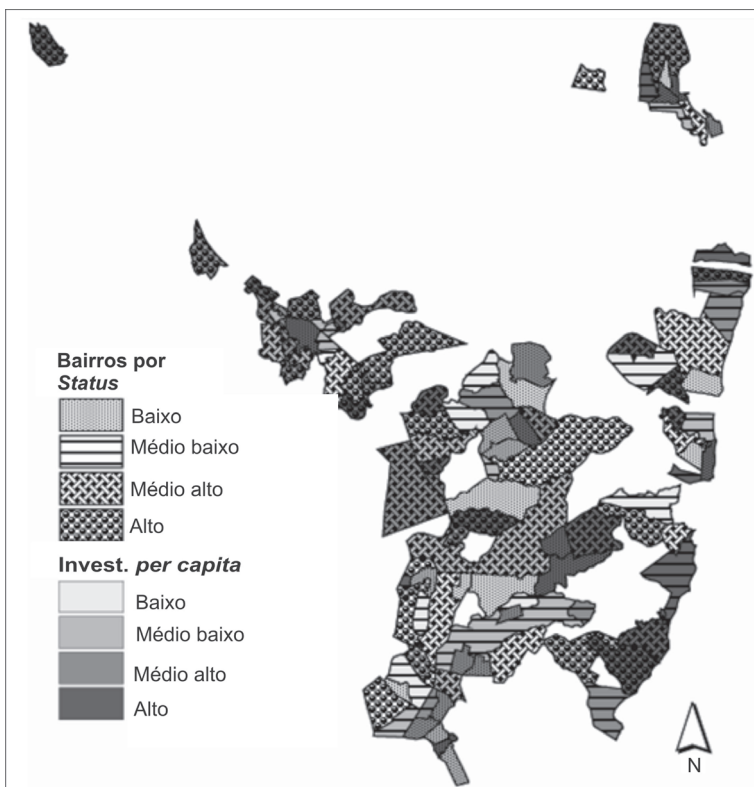 Bairros por
Status
Baixo
Médio baixo
Médio alto
Alto
Invest. per capita
Baixo
Médio baixo
Médio alto
Alto
N